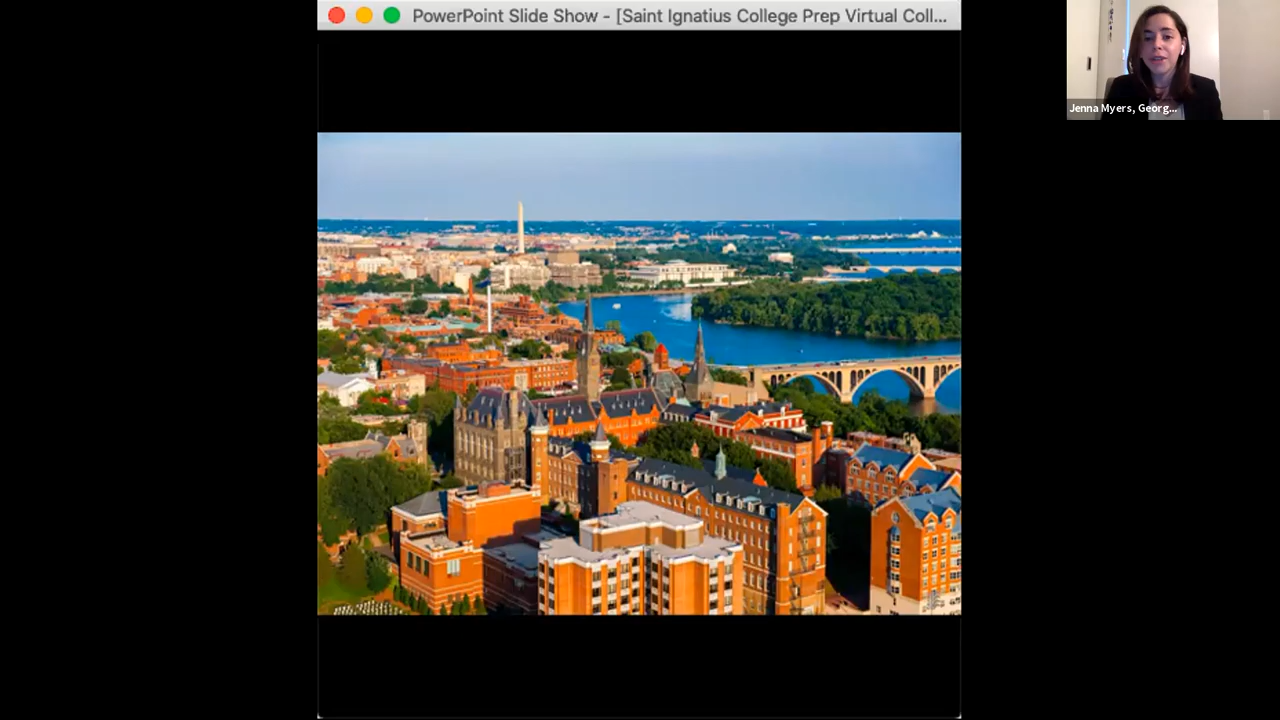 PowerPoint Slide Show - [Saint Ignatius College Prep Virtual Coll...
Jenna Myers, Georg...